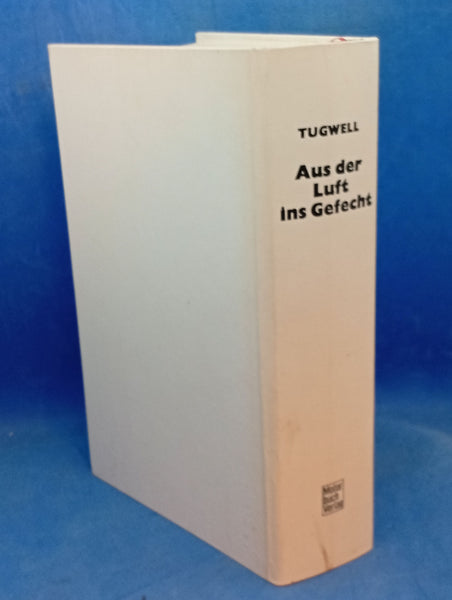 TUGWELL
Aus der
Luft
ins Gefecht
Motor
buch
Verlag